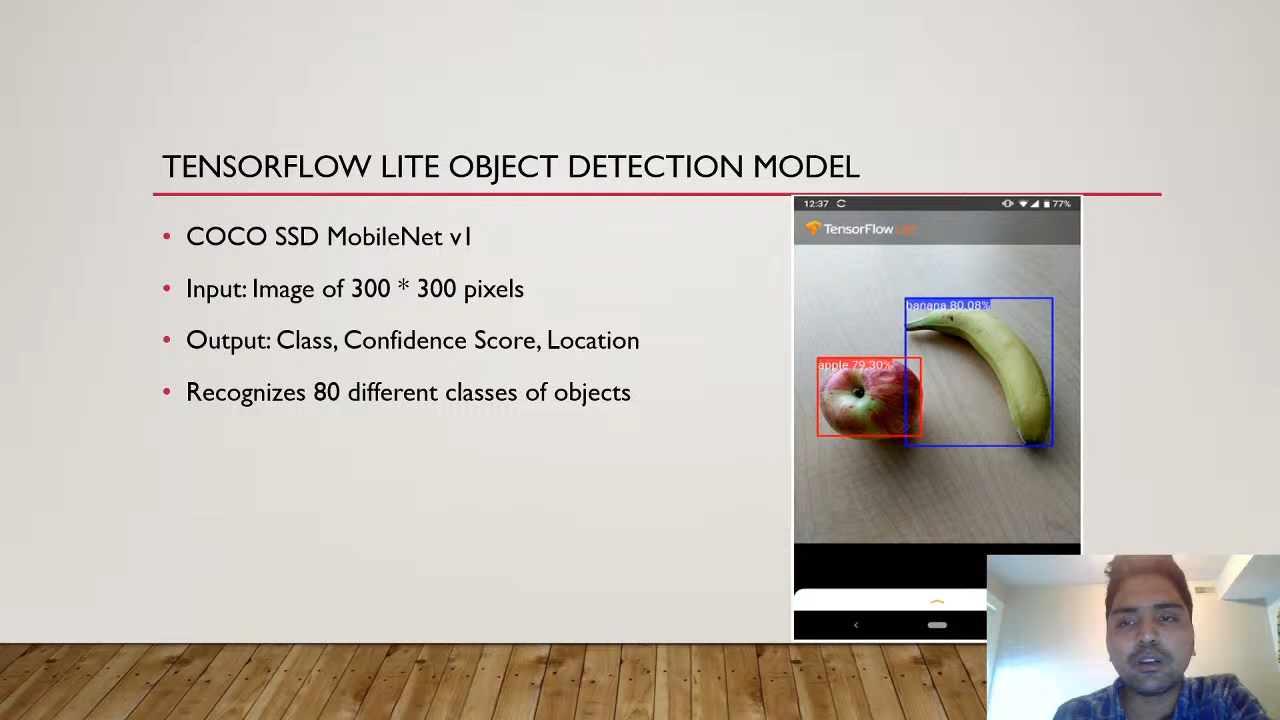 TENSORFLOW LITE OBJECT DETECTION MODEL
• COCO SSD MobileNet v1
• Input: Image of 300 * 300 pixels
• Output: Class, Confidence Score, Location
• Recognizes 80 different classes of objects
12:37 77%
TensorFlow Lite
banana 80.08%
apple 79.30%